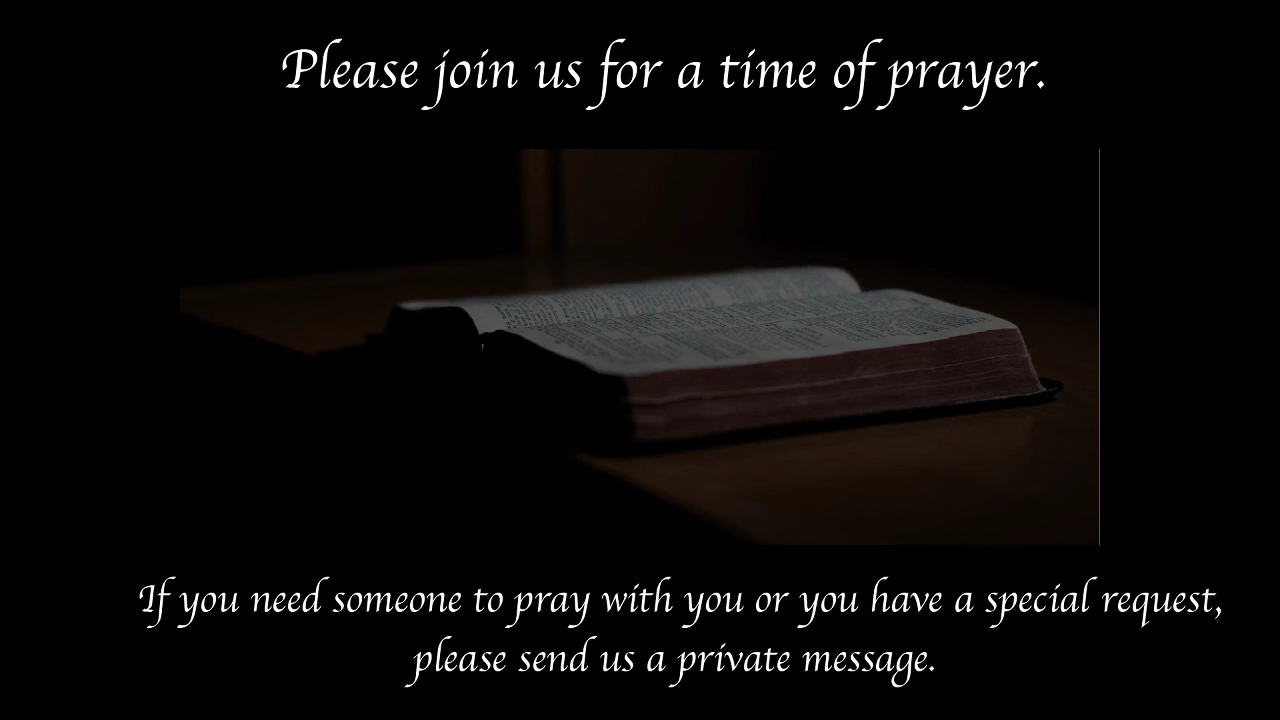 Please join us for a time of prayer.
If you need someone to pray with you or you have a special request,
please send us a private message.